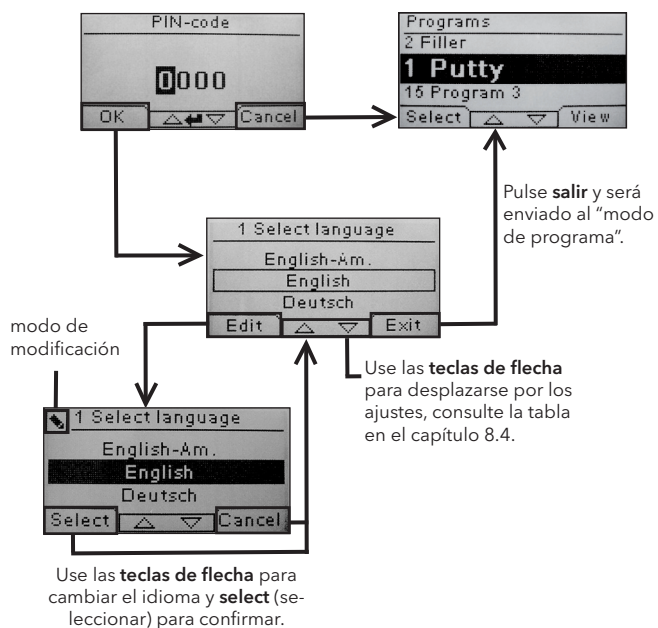 PIN-code
0000
OK
Cancel
Programs
2 Filler
1 Putty
15 Program 3
Select
View
Pulse salir y será
enviado al “modo
de programa”.
1 Select language
English-Am.
English
Deutsch
Edit
Exit
modo de
modificación
Use las teclas de flecha
para desplazarse por los
ajustes, consulte la tabla
en el capítulo 8.4.
1 Select language
English-Am.
English
Deutsch
Select
Cancel
Use las teclas de flecha para
cambiar el idioma y select (se-
leccionar) para confirmar.